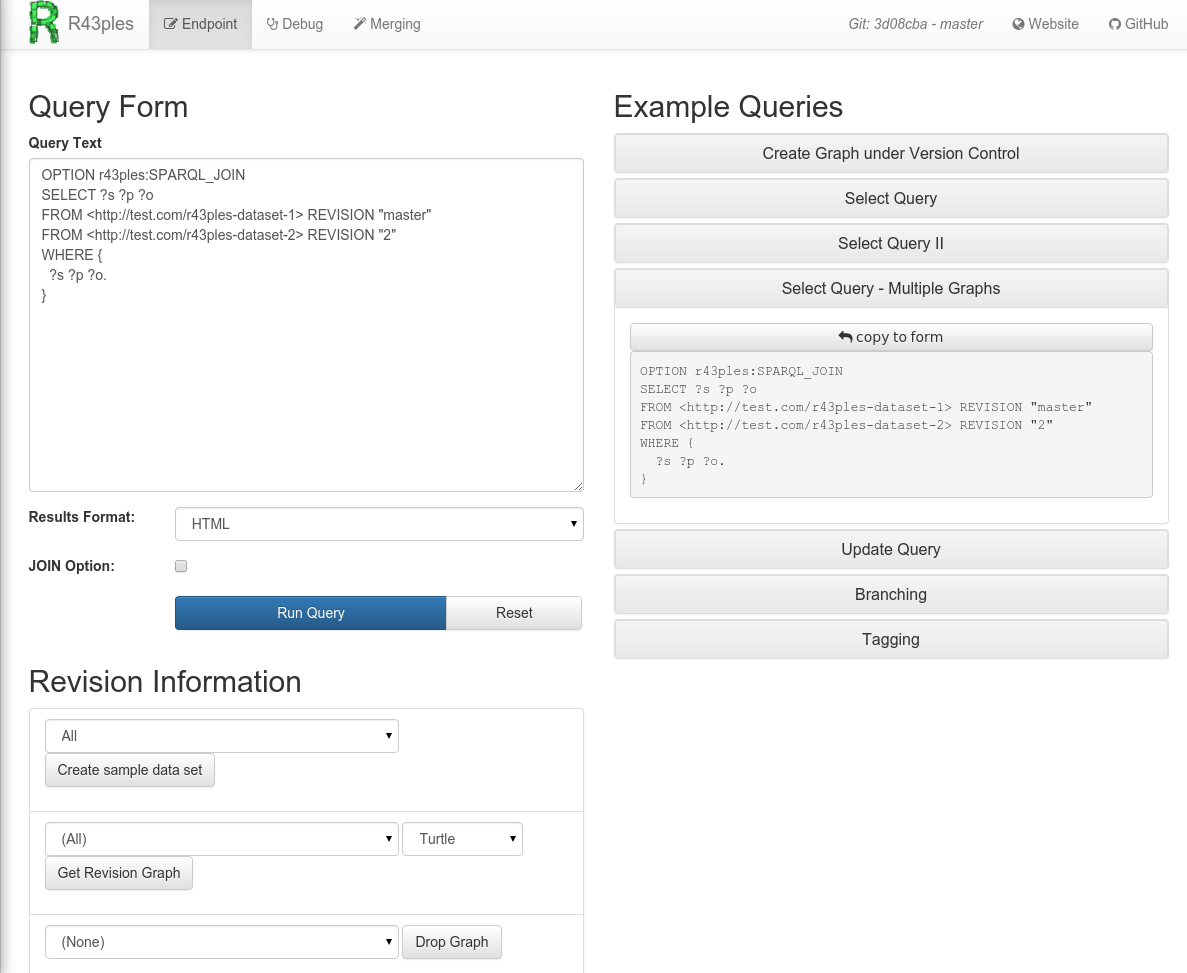 R43ples Endpoint Debug Merging Git: 3d08cba - master Website GitHub
Query Form
Query Text
OPTION r43ples:SPARQL_JOIN
SELECT ?s ?p ?o
FROM <http://test.com/r43ples-dataset-1> REVISION "master"
FROM <http://test.com/r43ples-dataset-2> REVISION "2"
WHERE {
  ?s ?p ?o.
}
Results Format: HTML
JOIN Option:
Run Query Reset
Revision Information
All
Create sample data set
(All) Turtle
Get Revision Graph
(None) Drop Graph
Example Queries
Create Graph under Version Control
Select Query
Select Query II
Select Query - Multiple Graphs
copy to form
OPTION r43ples:SPARQL_JOIN
SELECT ?s ?p ?o
FROM <http://test.com/r43ples-dataset-1> REVISION "master"
FROM <http://test.com/r43ples-dataset-2> REVISION "2"
WHERE {
  ?s ?p ?o.
}
Update Query
Branching
Tagging